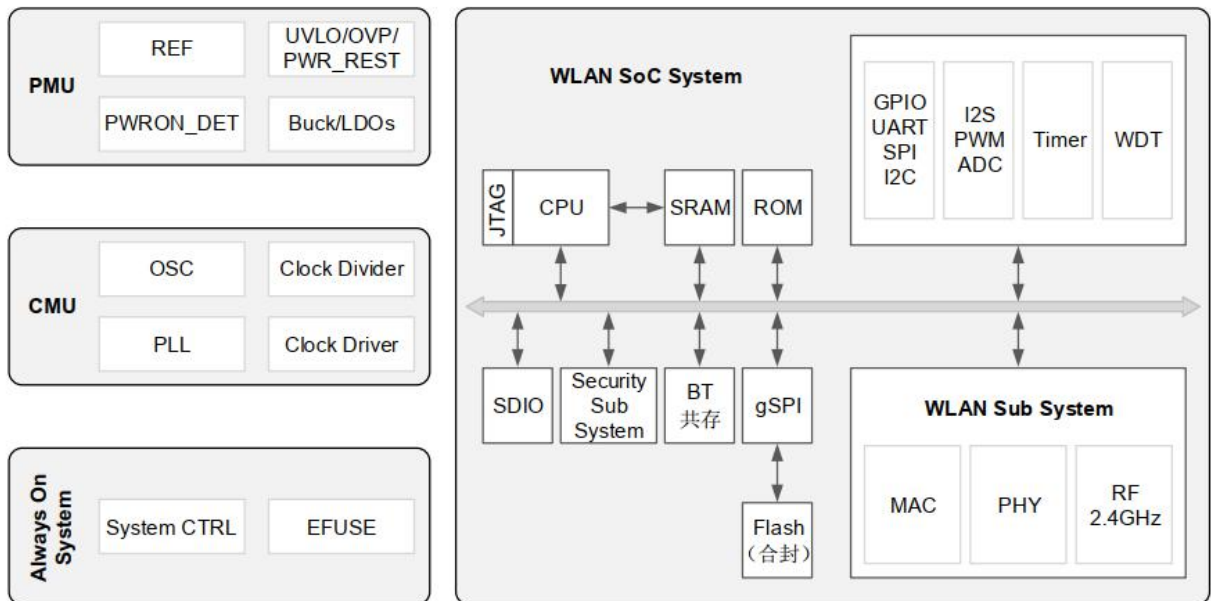 PMU
REF
UVLO/OVP/
PWR_REST
PWRON_DET
Buck/LDOs
CMU
OSC
Clock Divider
PLL
Clock Driver
Always On
System
System CTRL
EFUSE
WLAN SoC System
GPIO
UART
SPI
I2C
I2S
PWM
ADC
Timer
WDT
JTAG
CPU
SRAM
ROM
SDIO
Security
Sub
System
BT
共存
gSPI
Flash
（合封）
WLAN Sub System
MAC
PHY
RF
2.4GHz